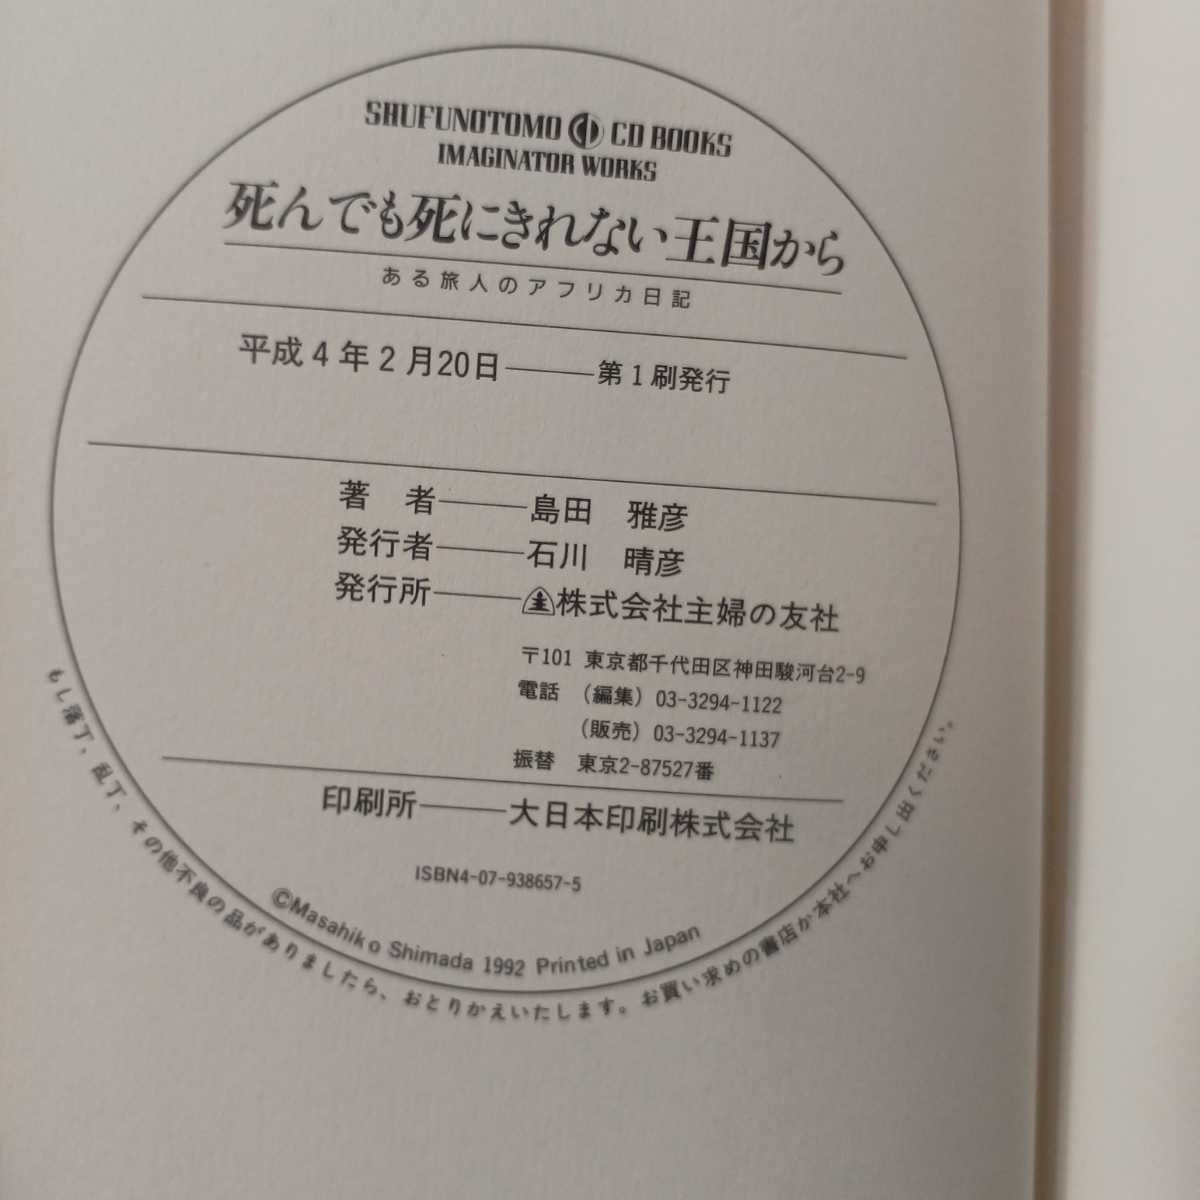 SHUFUNOTOMO CD BOOKS
IMAGINATOR WORKS
死んでも死にきれない王国から
ある旅人のアフリカ日記
平成4年2月20日――第1刷発行
著　者――島田　雅彦
発行者――石川　晴彦
発行所――株式会社主婦の友社
〒101 東京都千代田区神田駿河台2-9
電話 (編集) 03-3294-1122
(販売) 03-3294-1137
振替 東京2-87527番
印刷所――大日本印刷株式会社
ISBN4-07-938657-5
©Masahiko Shimada 1992 Printed in Japan
もし落丁、乱丁、その他不良の品がありましたら、おとりかえいたします。お買い求めの書店か本社へお申し出ください。